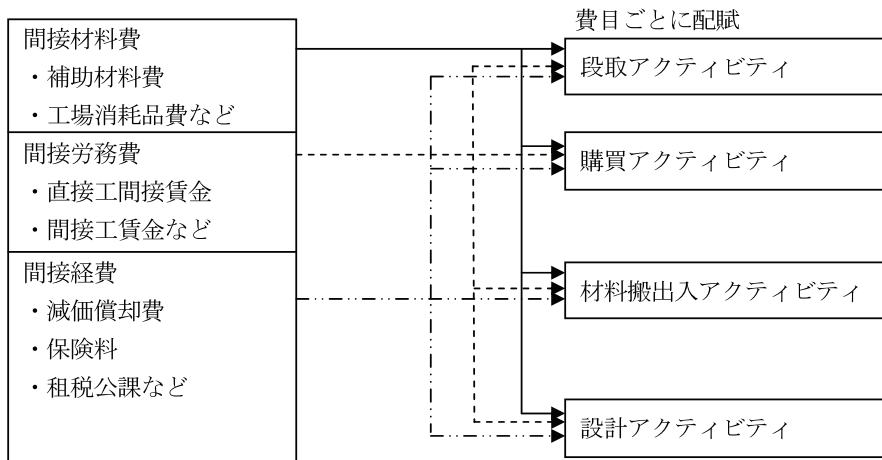 費目ごとに配賦
間接材料費
・補助材料費
・工場消耗品費など
間接労務費
・直接工間接賃金
・間接工賃金など
間接経費
・減価償却費
・保険料
・租税公課など
段取アクティビティ
購買アクティビティ
材料搬出入アクティビティ
設計アクティビティ